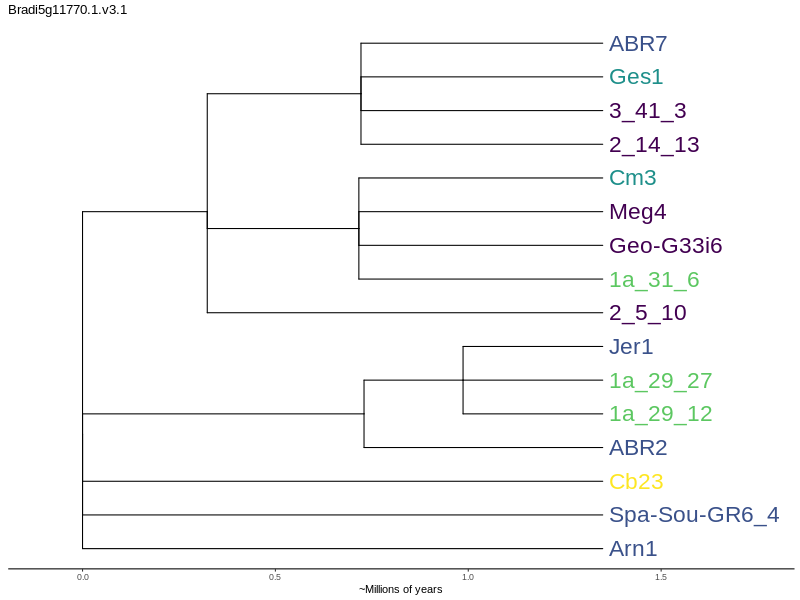 Bradi5g11770.1.v3.1
ABR7
Ges1
3_41_3
2_14_13
Cm3
Meg4
Geo-G33i6
1a_31_6
2_5_10
Jer1
1a_29_27
1a_29_12
ABR2
Cb23
Spa-Sou-GR6_4
Arn1
0.0 0.5 1.0 1.5
~Millions of years